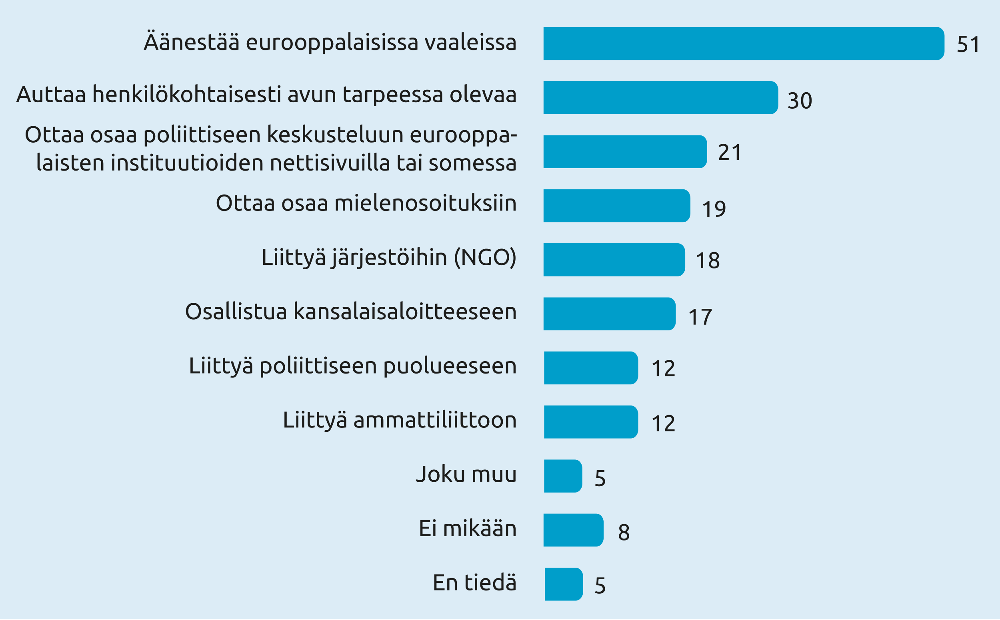 Äänestää eurooppalaisissa vaaleissa 51
Auttaa henkilökohtaisesti avun tarpeessa olevaa 30
Ottaa osaa poliittiseen keskusteluun eurooppa-
laisten instituutioiden nettisivuilla tai somessa 21
Ottaa osaa mielenosoituksiin 19
Liittyä järjestöihin (NGO) 18
Osallistua kansalaisaloitteeseen 17
Liittyä poliittiseen puolueeseen 12
Liittyä ammattiliittoon 12
Joku muu 5
Ei mikään 8
En tiedä 5